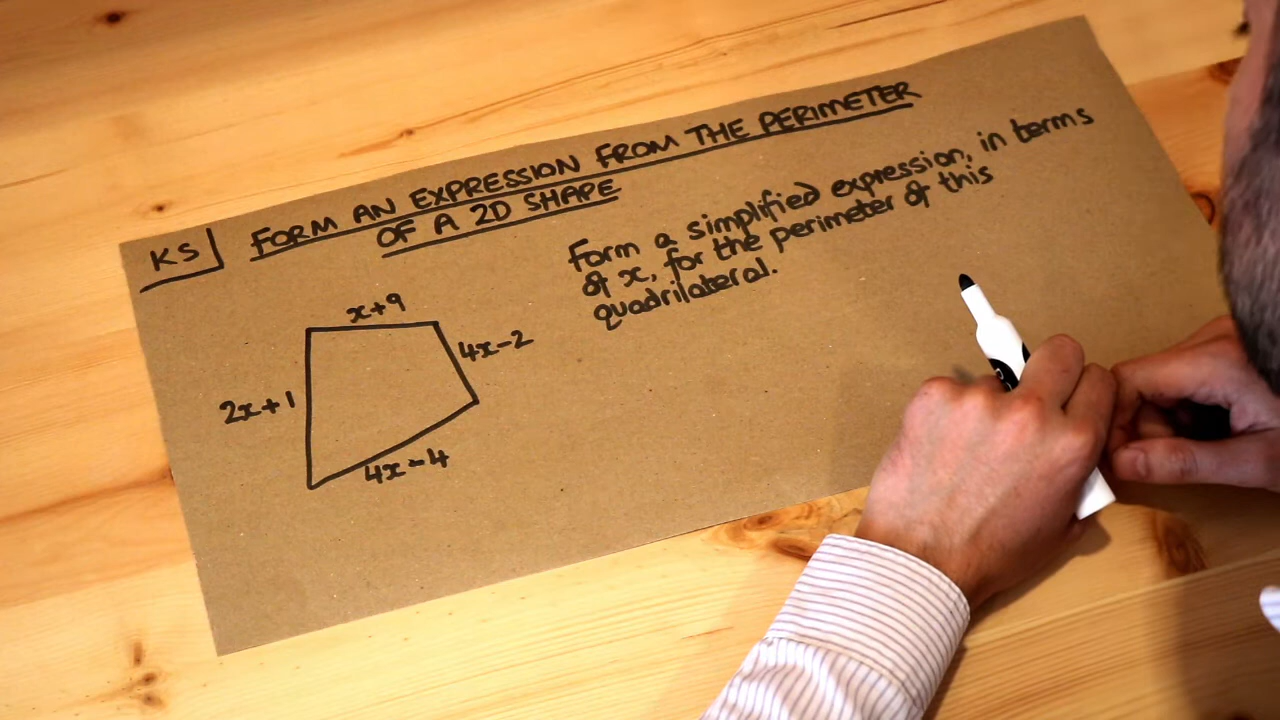 KS
FORM AN EXPRESSION FROM THE PERIMETER
OF A 2D SHAPE
Form a simplified expression, in terms
of x, for the perimeter of this
quadrilateral.
x+9
4x-2
2x+1
4x-4